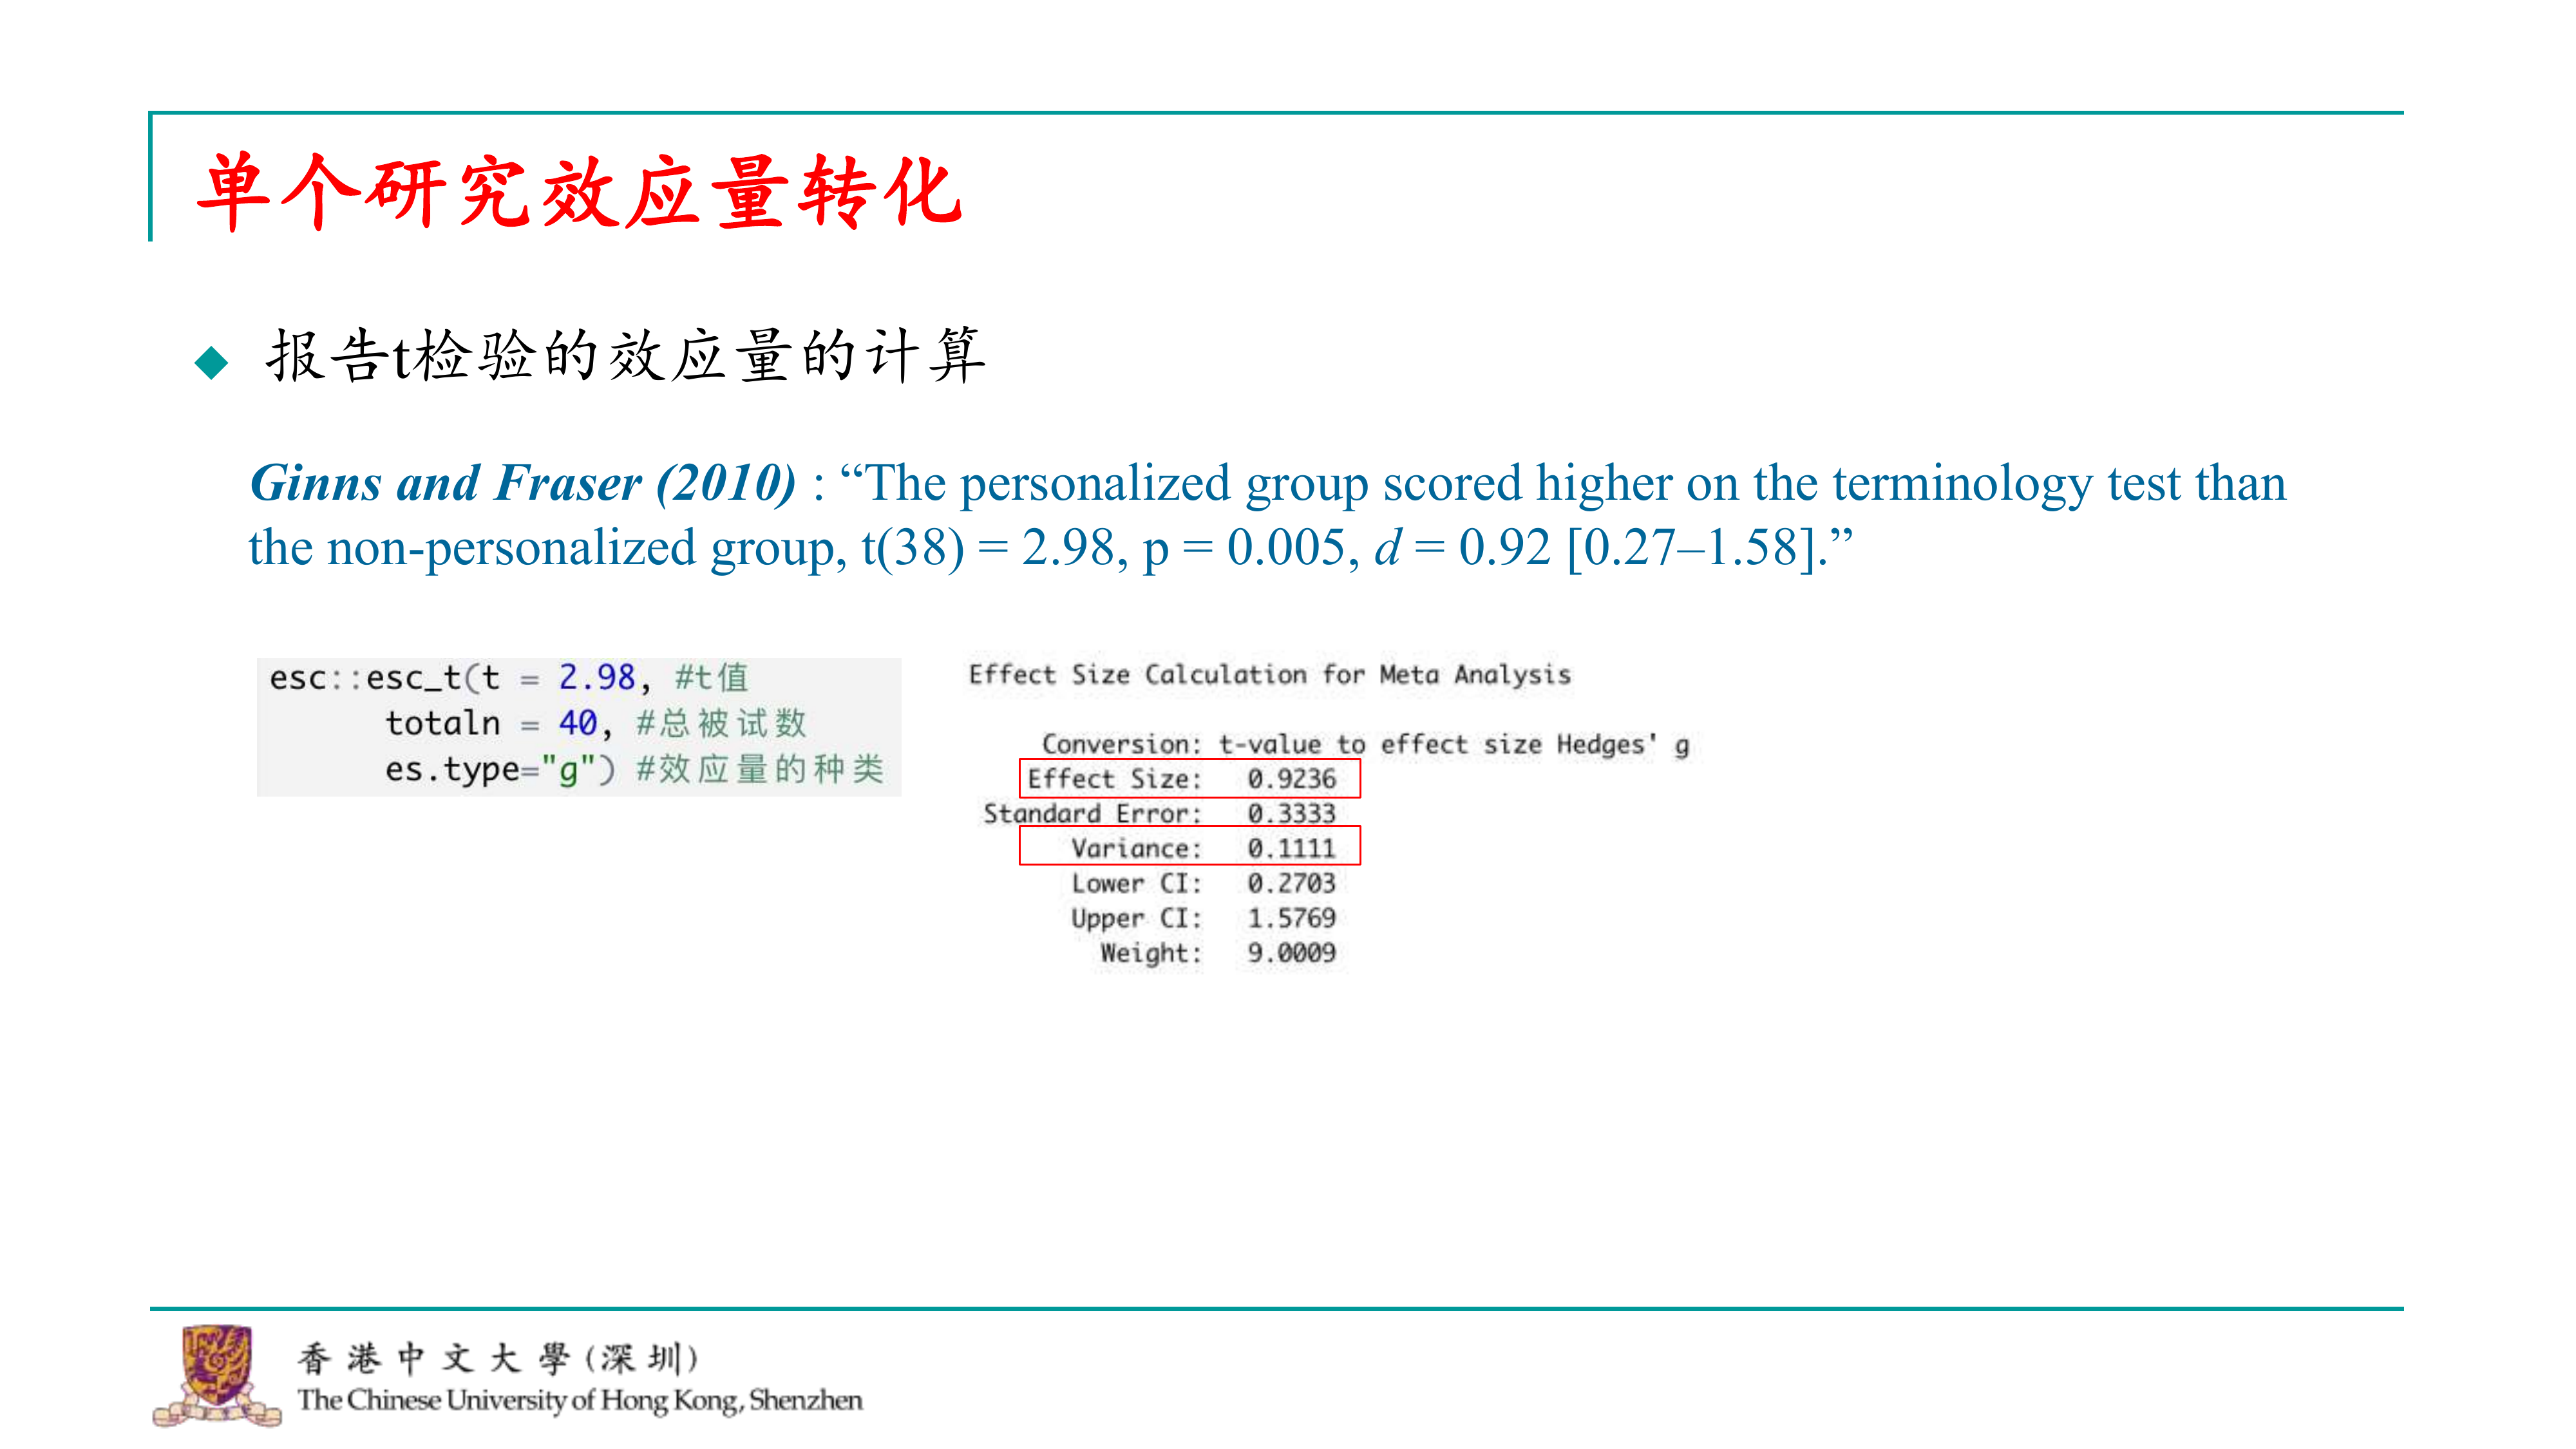 单个研究效应量转化
报告t检验的效应量的计算
Ginns and Fraser (2010) : “The personalized group scored higher on the terminology test than
the non-personalized group, t(38) = 2.98, p = 0.005, d = 0.92 [0.27–1.58].”
esc::esc_t(t = 2.98, #t值
totaln = 40, #总被试数
es.type="g") #效应量的种类
Effect Size Calculation for Meta Analysis
Conversion: t-value to effect size Hedges' g
Effect Size: 0.9236
Standard Error: 0.3333
Variance: 0.1111
Lower CI: 0.2703
Upper CI: 1.5769
Weight: 9.0009
香港中文大學(深圳)
The Chinese University of Hong Kong, Shenzhen